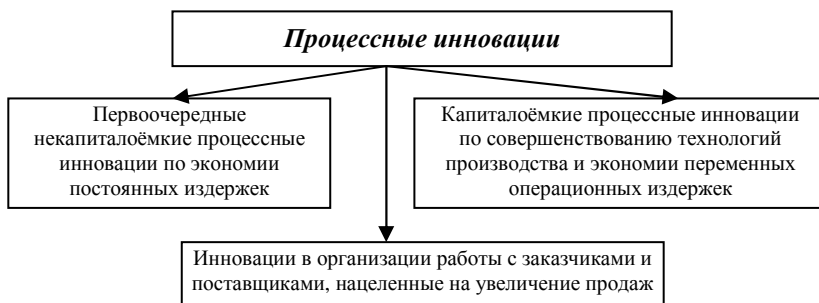 Процессные инновации
Первоочередные
некапиталоёмкие процессные
инновации по экономии
постоянных издержек
Капиталоёмкие процессные инновации
по совершенствованию технологий
производства и экономии переменных
операционных издержек
Инновации в организации работы с заказчиками и
поставщиками, нацеленные на увеличение продаж